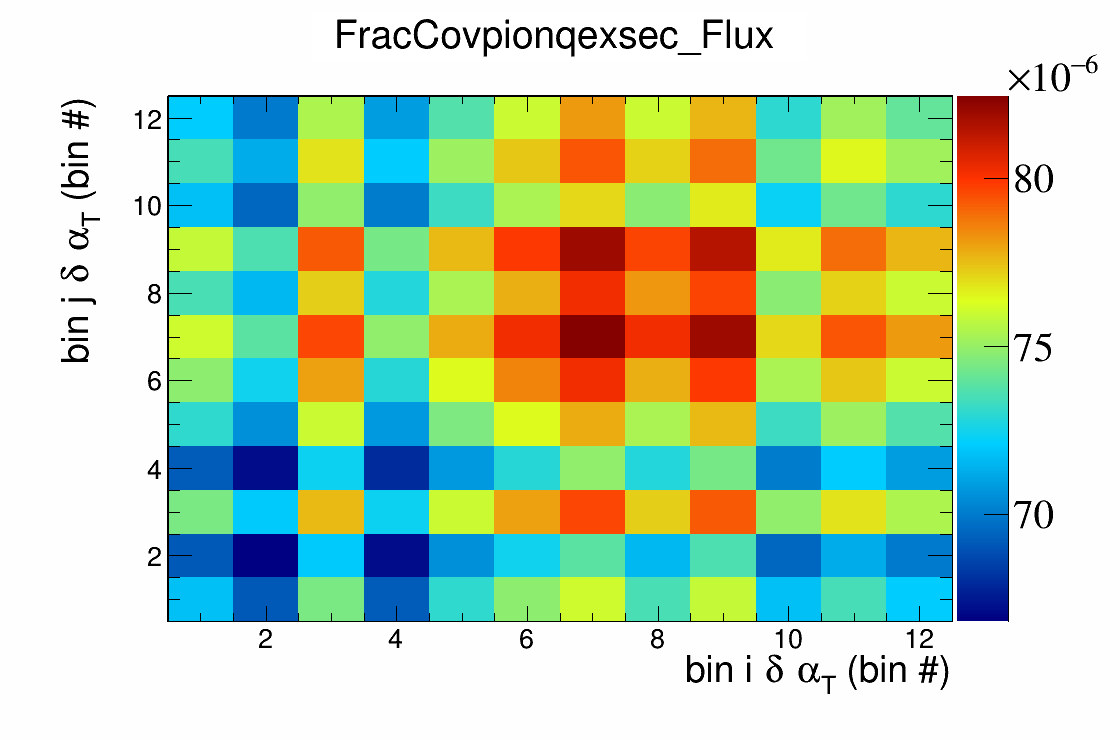 FracCovpionqexsec_Flux
×10⁻⁶
bin j δ α_T (bin #)
12
10
8
6
4
2
80
75
70
2 4 6 8 10 12
bin i δ α_T (bin #)